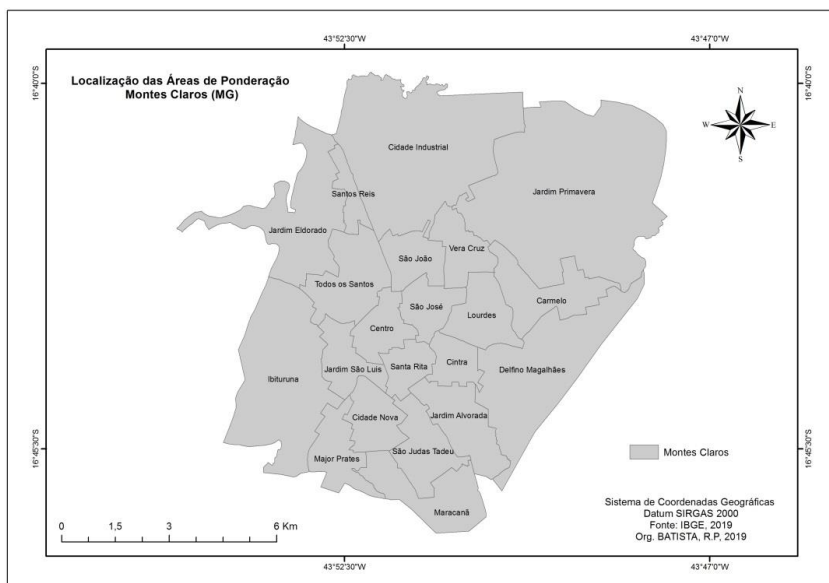 43°52'30"W
43°47'0"W
16°40'0"S
16°40'0"S
Localização das Áreas de Ponderação
Montes Claros (MG)
N
W
E
S
Cidade Industrial
Santos Reis
Jardim Primavera
Jardim Eldorado
Vera Cruz
São João
Todos os Santos
Carmelo
São José
Lourdes
Centro
Cintra
Santa Rita
Jardim São Luis
Delfino Magalhães
Ibituruna
Cidade Nova
Jardim Alvorada
São Judas Tadeu
Major Prates
Maracanã
16°45'30"S
16°45'30"S
Montes Claros
Sistema de Coordenadas Geográficas
Datum SIRGAS 2000
Fonte: IBGE, 2019
Org. BATISTA, R.P, 2019
0 1,5 3 6 Km
43°52'30"W
43°47'0"W